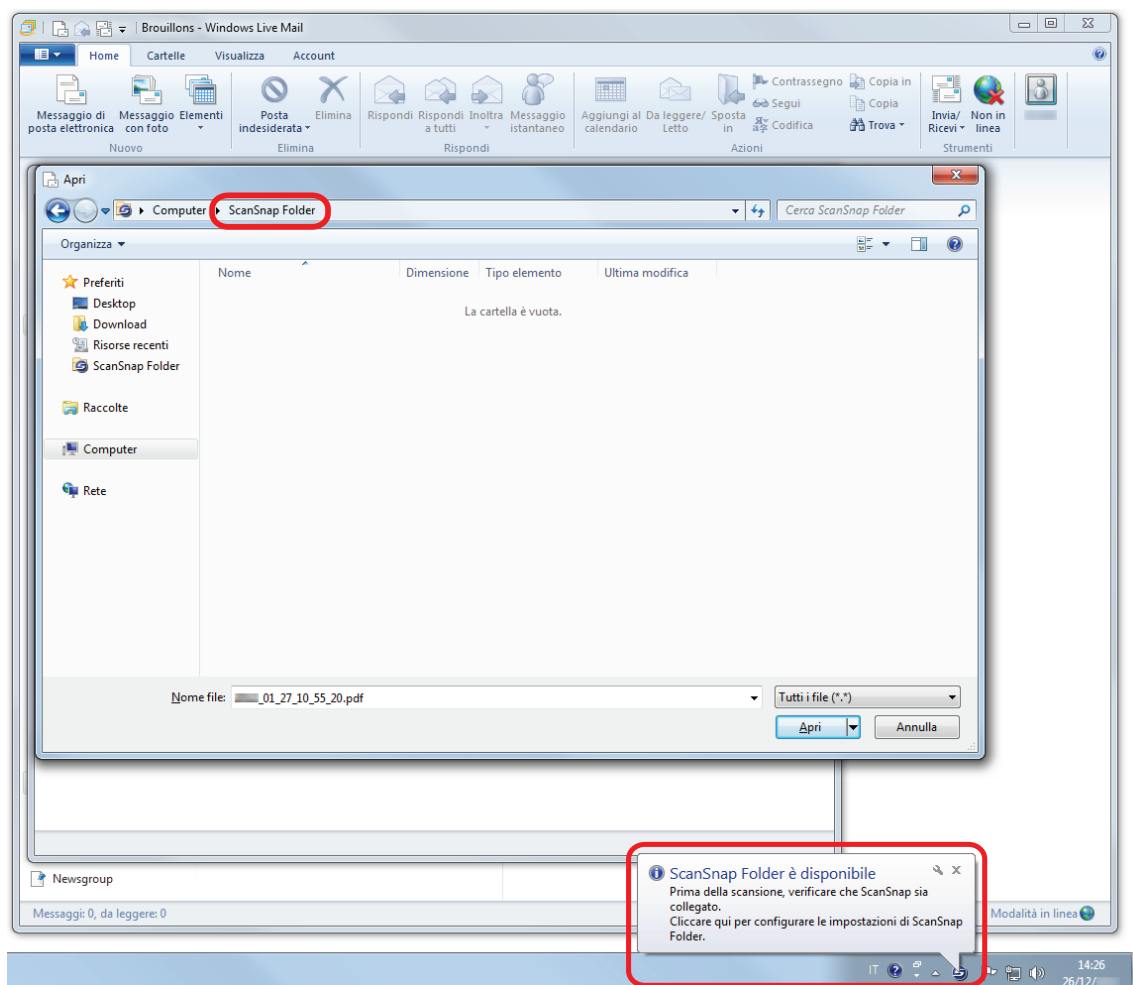 Brouillons - Windows Live Mail
Home Cartelle Visualizza Account
Messaggio di posta elettronica
Messaggio con foto
Elementi
Posta indesiderata
Elimina
Rispondi
Rispondi a tutti
Inoltra
Messaggio istantaneo
Aggiungi al calendario
Da leggere/ Letto
Sposta in
Contrassegno
Segui
Codifica
Copia in
Copia
Trova
Invia/ Ricevi
Non in linea
Nuovo Elimina Rispondi Azioni Strumenti
Apri
Computer ScanSnap Folder
Cerca ScanSnap Folder
Organizza
Nome Dimensione Tipo elemento Ultima modifica
La cartella è vuota.
Preferiti
Desktop
Download
Risorse recenti
ScanSnap Folder
Raccolte
Computer
Rete
Nome file: _01_27_10_55_20.pdf
Tutti i file (*.*)
Apri Annulla
Newsgroup
Messaggi: 0, da leggere: 0
Modalità in linea
ScanSnap Folder è disponibile
Prima della scansione, verificare che ScanSnap sia
collegato.
Cliccare qui per configurare le impostazioni di ScanSnap
Folder.
IT
14:26
26/12/